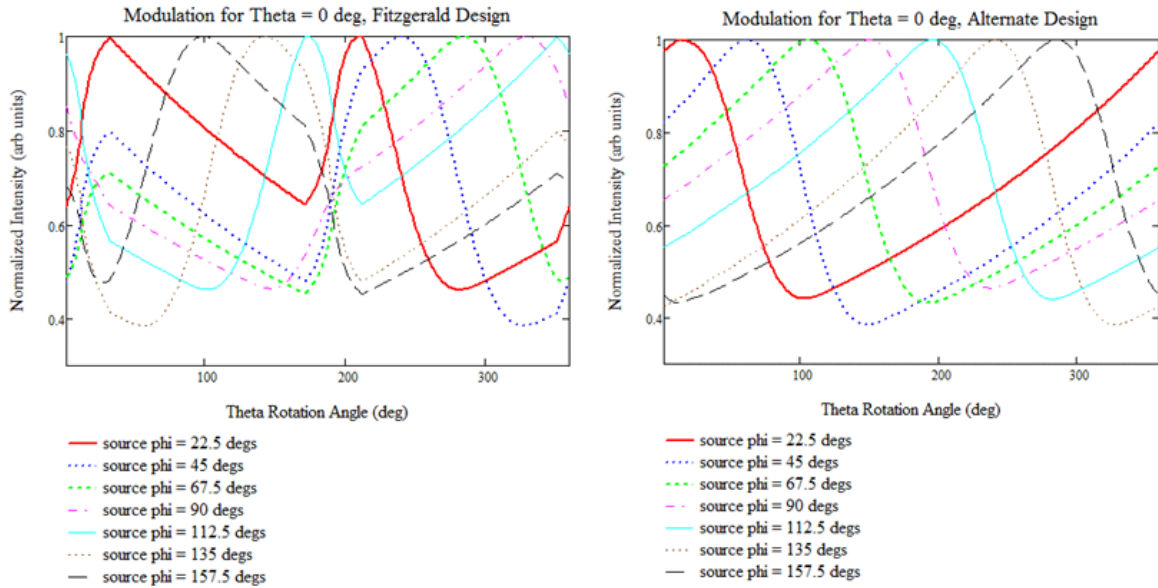 Modulation for Theta = 0 deg, Fitzgerald Design
Normalized Intensity (arb units)
1
0.8
0.6
0.4
100
200
300
Theta Rotation Angle (deg)
source phi = 22.5 degs
source phi = 45 degs
source phi = 67.5 degs
source phi = 90 degs
source phi = 112.5 degs
source phi = 135 degs
source phi = 157.5 degs
Modulation for Theta = 0 deg, Alternate Design
Normalized Intensity (arb units)
1
0.8
0.6
0.4
100
200
300
Theta Rotation Angle (deg)
source phi = 22.5 degs
source phi = 45 degs
source phi = 67.5 degs
source phi = 90 degs
source phi = 112.5 degs
source phi = 135 degs
source phi = 157.5 degs